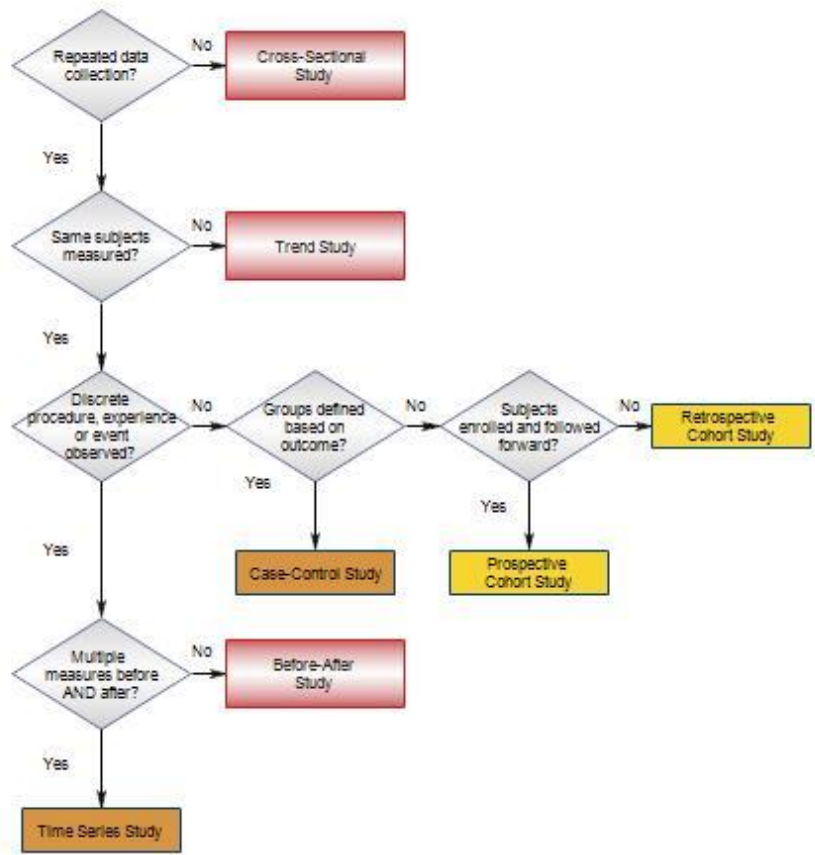 Repeated data
collection?
No
Cross-Sectional
Study
Yes
Same subjects
measured?
No
Trend Study
Yes
Discrete
procedure, experience
or event
observed?
No
Groups defined
based on
outcome?
No
Subjects
enrolled and followed
forward?
No
Retrospective
Cohort Study
Yes
Yes
Yes
Case-Control Study
Prospective
Cohort Study
Multiple
measures before
AND after?
No
Before-After
Study
Yes
Time Series Study